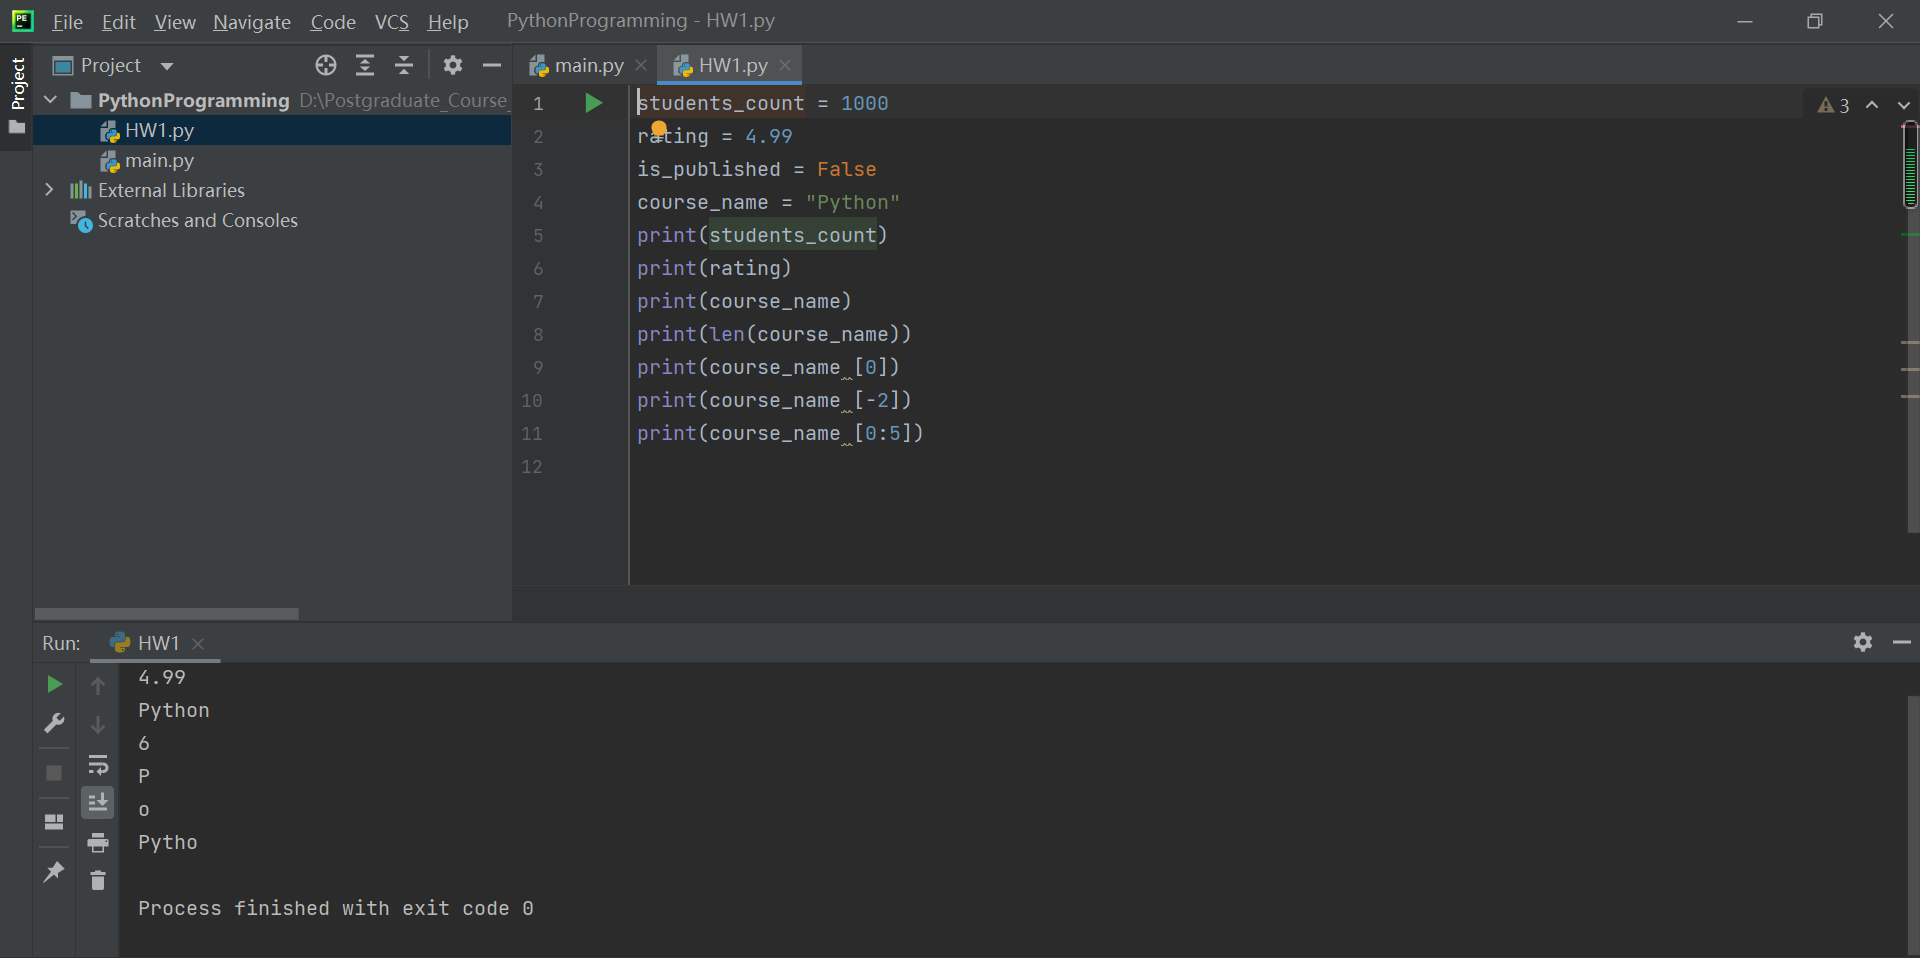 PE
File Edit View Navigate Code VCS Help PythonProgramming - HW1.py
Project
Project
main.py
HW1.py
PythonProgramming D:\Postgraduate_Course_
HW1.py
main.py
External Libraries
Scratches and Consoles
3
1 students_count = 1000
2 rating = 4.99
3 is_published = False
4 course_name = "Python"
5 print(students_count)
6 print(rating)
7 print(course_name)
8 print(len(course_name))
9 print(course_name [0])
10 print(course_name [-2])
11 print(course_name [0:5])
12
Run: HW1
4.99
Python
6
P
o
Pytho
Process finished with exit code 0